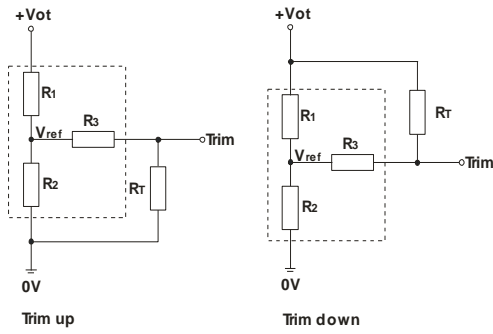 +Vot
R1
Vref
R3
Trim
R2
RT
0V
Trim up
+Vot
R1
RT
Vref
R3
Trim
R2
0V
Trim down